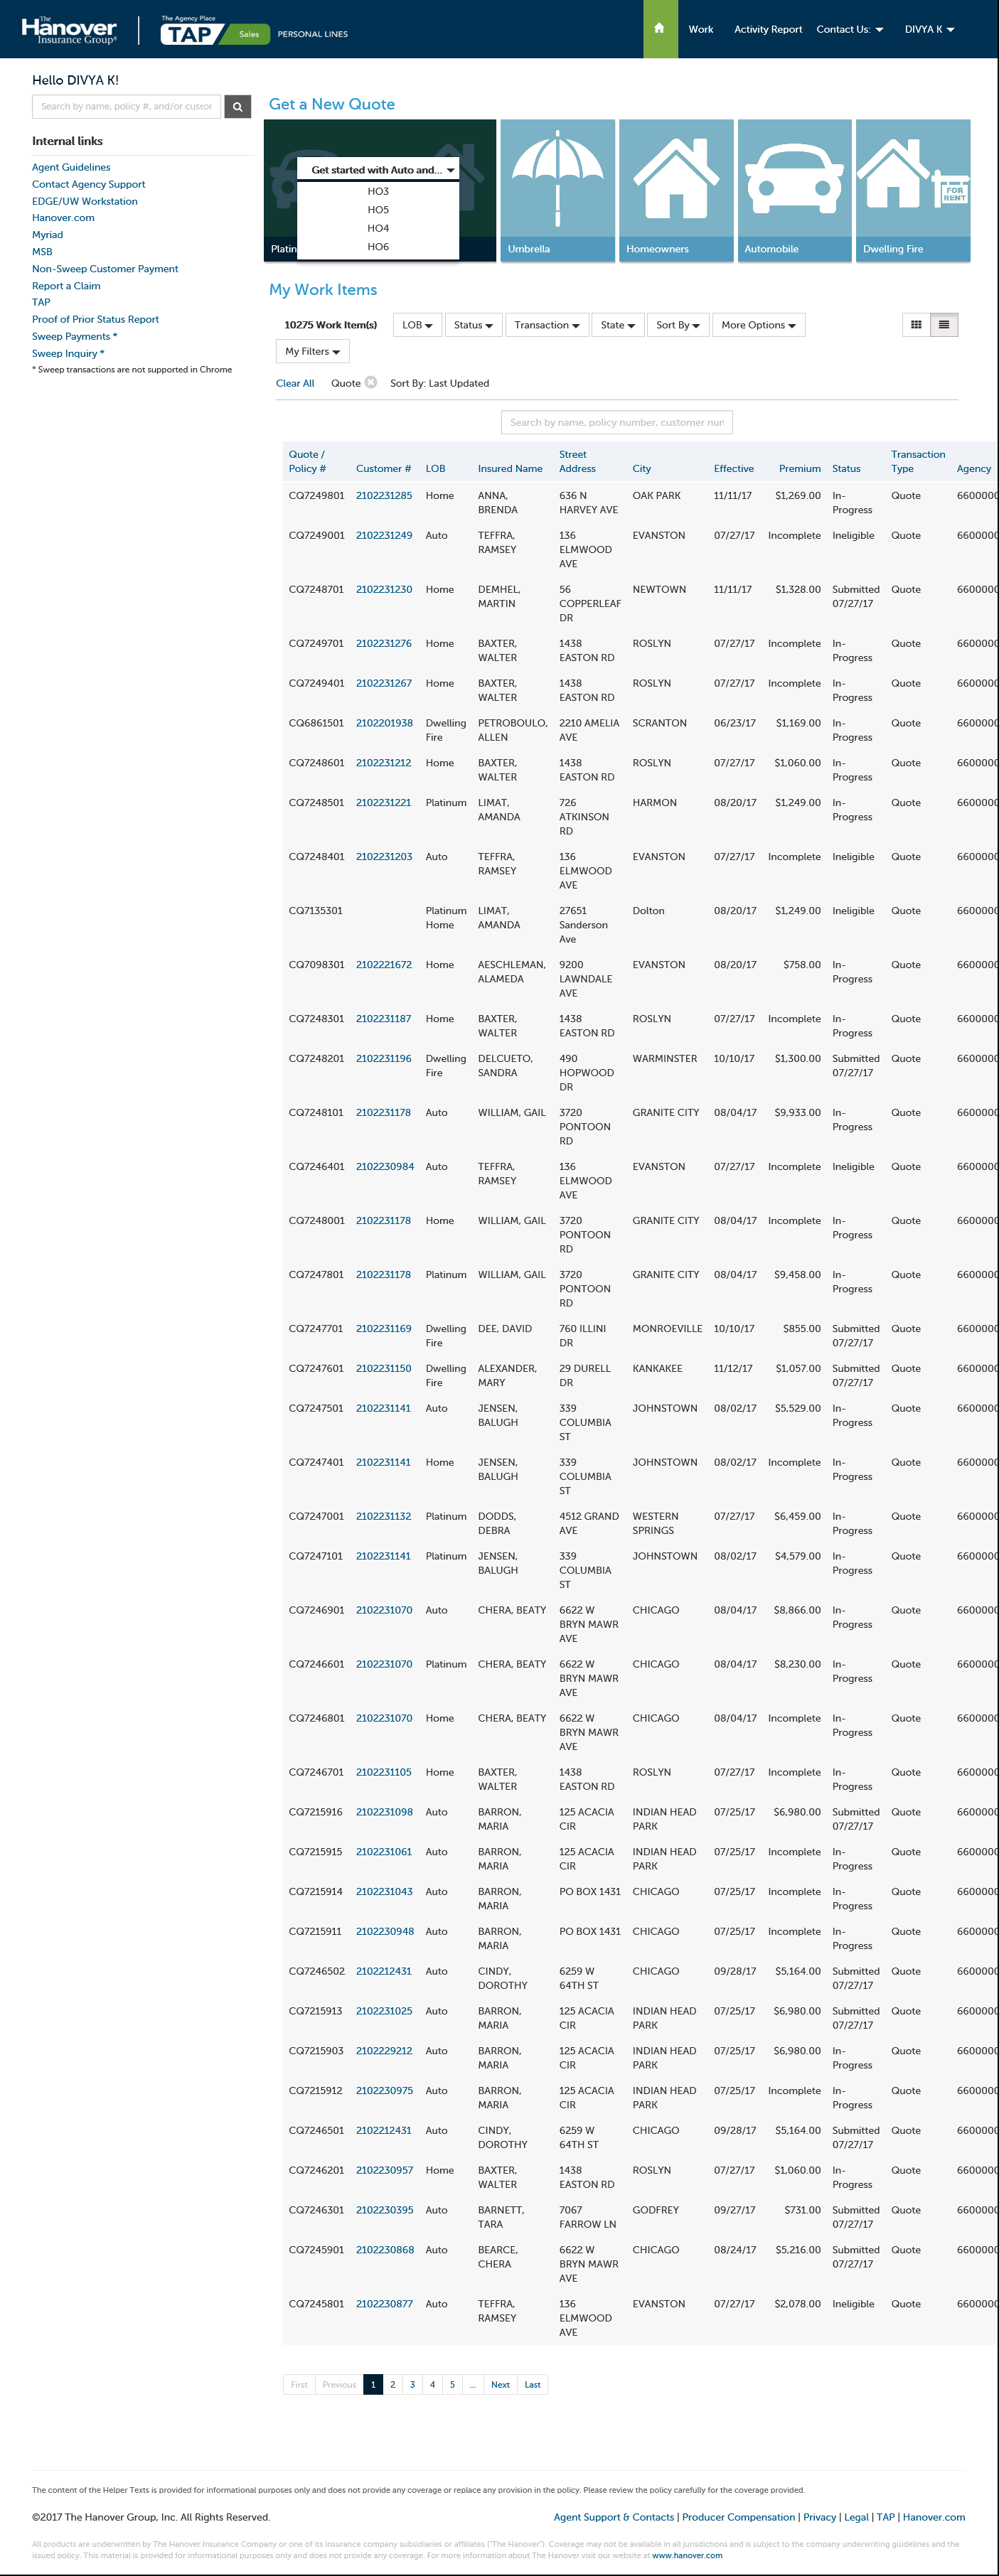 The
Hanover
Insurance Group®
The Agency Place
TAP Sales PERSONAL LINES
Work Activity Report Contact Us: DIVYA K
Hello DIVYA K!
Search by name, policy #, and/or custor
Internal links
Agent Guidelines
Contact Agency Support
EDGE/UW Workstation
Hanover.com
Myriad
MSB
Non-Sweep Customer Payment
Report a Claim
TAP
Proof of Prior Status Report
Sweep Payments *
Sweep Inquiry *
* Sweep transactions are not supported in Chrome
Get a New Quote
Get started with Auto and...
HO3
HO5
HO4
HO6
Platin
Umbrella
Homeowners
Automobile
FOR
RENT
Dwelling Fire
My Work Items
10275 Work Item(s) LOB Status Transaction State Sort By More Options
My Filters
Clear All Quote Sort By: Last Updated
Search by name, policy number, customer nur
Quote / Street Transaction
Policy # Customer # LOB Insured Name Address City Effective Premium Status Type Agency
CQ7249801 2102231285 Home ANNA, 636 N OAK PARK 11/11/17 $1,269.00 In- Quote 6600000
BRENDA HARVEY AVE Progress
CQ7249001 2102231249 Auto TEFFRA, 136 EVANSTON 07/27/17 Incomplete Ineligible Quote 6600000
RAMSEY ELMWOOD
AVE
CQ7248701 2102231230 Home DEMHEL, 56 NEWTOWN 11/11/17 $1,328.00 Submitted Quote 6600000
MARTIN COPPERLEAF 07/27/17
DR
CQ7249701 2102231276 Home BAXTER, 1438 ROSLYN 07/27/17 Incomplete In- Quote 6600000
WALTER EASTON RD Progress
CQ7249401 2102231267 Home BAXTER, 1438 ROSLYN 07/27/17 Incomplete In- Quote 6600000
WALTER EASTON RD Progress
CQ6861501 2102201938 Dwelling PETROBOULO, 2210 AMELIA SCRANTON 06/23/17 $1,169.00 In- Quote 6600000
Fire ALLEN AVE Progress
CQ7248601 2102231212 Home BAXTER, 1438 ROSLYN 07/27/17 $1,060.00 In- Quote 6600000
WALTER EASTON RD Progress
CQ7248501 2102231221 Platinum LIMAT, 726 HARMON 08/20/17 $1,249.00 In- Quote 6600000
AMANDA ATKINSON Progress
RD
CQ7248401 2102231203 Auto TEFFRA, 136 EVANSTON 07/27/17 Incomplete Ineligible Quote 6600000
RAMSEY ELMWOOD
AVE
CQ7135301 Platinum LIMAT, 27651 Dolton 08/20/17 $1,249.00 Ineligible Quote 6600000
Home AMANDA Sanderson
Ave
CQ7098301 2102221672 Home AESCHLEMAN, 9200 EVANSTON 08/20/17 $758.00 In- Quote 6600000
ALAMEDA LAWNDALE Progress
AVE
CQ7248301 2102231187 Home BAXTER, 1438 ROSLYN 07/27/17 Incomplete In- Quote 6600000
WALTER EASTON RD Progress
CQ7248201 2102231196 Dwelling DELCUETO, 490 WARMINSTER 10/10/17 $1,300.00 Submitted Quote 6600000
Fire SANDRA HOPWOOD 07/27/17
DR
CQ7248101 2102231178 Auto WILLIAM, GAIL 3720 GRANITE CITY 08/04/17 $9,933.00 In- Quote 6600000
PONTOON Progress
RD
CQ7246401 2102230984 Auto TEFFRA, 136 EVANSTON 07/27/17 Incomplete Ineligible Quote 6600000
RAMSEY ELMWOOD
AVE
CQ7248001 2102231178 Home WILLIAM, GAIL 3720 GRANITE CITY 08/04/17 Incomplete In- Quote 6600000
PONTOON Progress
RD
CQ7247801 2102231178 Platinum WILLIAM, GAIL 3720 GRANITE CITY 08/04/17 $9,458.00 In- Quote 6600000
PONTOON Progress
RD
CQ7247701 2102231169 Dwelling DEE, DAVID 760 ILLINI MONROEVILLE 10/10/17 $855.00 Submitted Quote 6600000
Fire DR 07/27/17
CQ7247601 2102231150 Dwelling ALEXANDER, 29 DURELL KANKAKEE 11/12/17 $1,057.00 Submitted Quote 6600000
Fire MARY DR 07/27/17
CQ7247501 2102231141 Auto JENSEN, 339 JOHNSTOWN 08/02/17 $5,529.00 In- Quote 6600000
BALUGH COLUMBIA Progress
ST
CQ7247401 2102231141 Home JENSEN, 339 JOHNSTOWN 08/02/17 Incomplete In- Quote 6600000
BALUGH COLUMBIA Progress
ST
CQ7247001 2102231132 Platinum DODDS, 4512 GRAND WESTERN 07/27/17 $6,459.00 In- Quote 6600000
DEBRA AVE SPRINGS Progress
CQ7247101 2102231141 Platinum JENSEN, 339 JOHNSTOWN 08/02/17 $4,579.00 In- Quote 6600000
BALUGH COLUMBIA Progress
ST
CQ7246901 2102231070 Auto CHERA, BEATY 6622 W CHICAGO 08/04/17 $8,866.00 In- Quote 6600000
BRYN MAWR Progress
AVE
CQ7246601 2102231070 Platinum CHERA, BEATY 6622 W CHICAGO 08/04/17 $8,230.00 In- Quote 6600000
BRYN MAWR Progress
AVE
CQ7246801 2102231070 Home CHERA, BEATY 6622 W CHICAGO 08/04/17 Incomplete In- Quote 6600000
BRYN MAWR Progress
AVE
CQ7246701 2102231105 Home BAXTER, 1438 ROSLYN 07/27/17 Incomplete In- Quote 6600000
WALTER EASTON RD Progress
CQ7215916 2102231098 Auto BARRON, 125 ACACIA INDIAN HEAD 07/25/17 $6,980.00 Submitted Quote 6600000
MARIA CIR PARK 07/27/17
CQ7215915 2102231061 Auto BARRON, 125 ACACIA INDIAN HEAD 07/25/17 Incomplete In- Quote 6600000
MARIA CIR PARK Progress
CQ7215914 2102231043 Auto BARRON, PO BOX 1431 CHICAGO 07/25/17 Incomplete In- Quote 6600000
MARIA Progress
CQ7215911 2102230948 Auto BARRON, PO BOX 1431 CHICAGO 07/25/17 Incomplete In- Quote 6600000
MARIA Progress
CQ7246502 2102212431 Auto CINDY, 6259 W CHICAGO 09/28/17 $5,164.00 Submitted Quote 6600000
DOROTHY 64TH ST 07/27/17
CQ7215913 2102231025 Auto BARRON, 125 ACACIA INDIAN HEAD 07/25/17 $6,980.00 Submitted Quote 6600000
MARIA CIR PARK 07/27/17
CQ7215903 2102229212 Auto BARRON, 125 ACACIA INDIAN HEAD 07/25/17 $6,980.00 In- Quote 6600000
MARIA CIR PARK Progress
CQ7215912 2102230975 Auto BARRON, 125 ACACIA INDIAN HEAD 07/25/17 Incomplete In- Quote 6600000
MARIA CIR PARK Progress
CQ7246501 2102212431 Auto CINDY, 6259 W CHICAGO 09/28/17 $5,164.00 Submitted Quote 6600000
DOROTHY 64TH ST 07/27/17
CQ7246201 2102230957 Home BAXTER, 1438 ROSLYN 07/27/17 $1,060.00 In- Quote 6600000
WALTER EASTON RD Progress
CQ7246301 2102230395 Auto BARNETT, 7067 GODFREY 09/27/17 $731.00 Submitted Quote 6600000
TARA FARROW LN 07/27/17
CQ7245901 2102230868 Auto BEARCE, 6622 W CHICAGO 08/24/17 $5,216.00 Submitted Quote 6600000
CHERA BRYN MAWR 07/27/17
AVE
CQ7245801 2102230877 Auto TEFFRA, 136 EVANSTON 07/27/17 $2,078.00 Ineligible Quote 6600000
RAMSEY ELMWOOD
AVE
First Previous 1 2 3 4 5 ... Next Last
The content of the Helper Texts is provided for informational purposes only and does not provide any coverage or replace any provision in the policy. Please review the policy carefully for the coverage provided.
©2017 The Hanover Group, Inc. All Rights Reserved. Agent Support & Contacts | Producer Compensation | Privacy | Legal | TAP | Hanover.com
All products are underwritten by The Hanover Insurance Company or one of its insurance company subsidiaries or affiliates ("The Hanover"). Coverage may not be available in all jurisdictions and is subject to the company underwriting guidelines and the
issued policy. This material is provided for informational purposes only and does not provide any coverage. For more information about The Hanover visit our website at www.hanover.com.